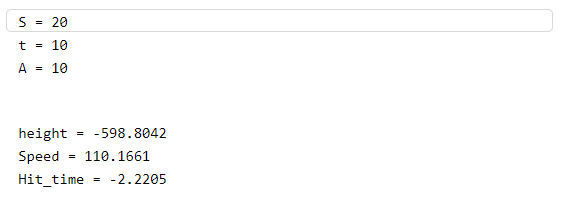 S = 20
t = 10
A = 10
height = -598.8042
Speed = 110.1661
Hit_time = -2.2205